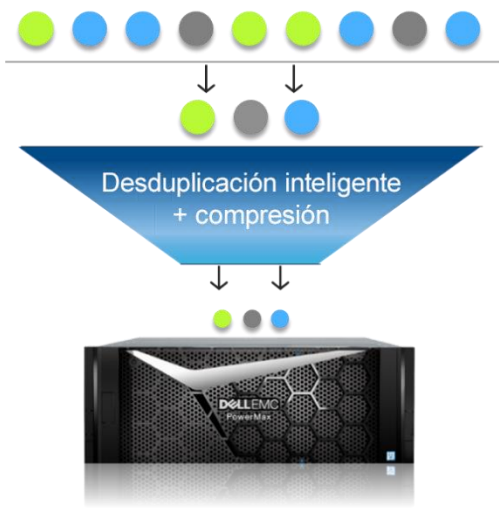 Desduplicación inteligente
+ compresión
DELLEMC
PowerMax